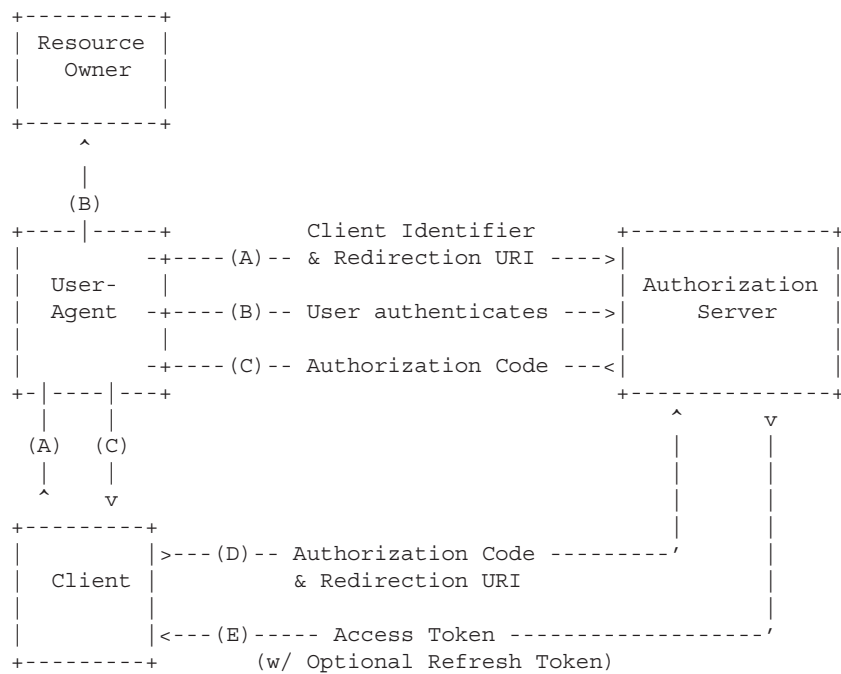 Resource
Owner
(B)
Client Identifier
(A) & Redirection URI
User- Authorization
Agent (B) User authenticates Server
(C) Authorization Code
(A) (C)
(D) Authorization Code
Client & Redirection URI
(E) Access Token
(w/ Optional Refresh Token)